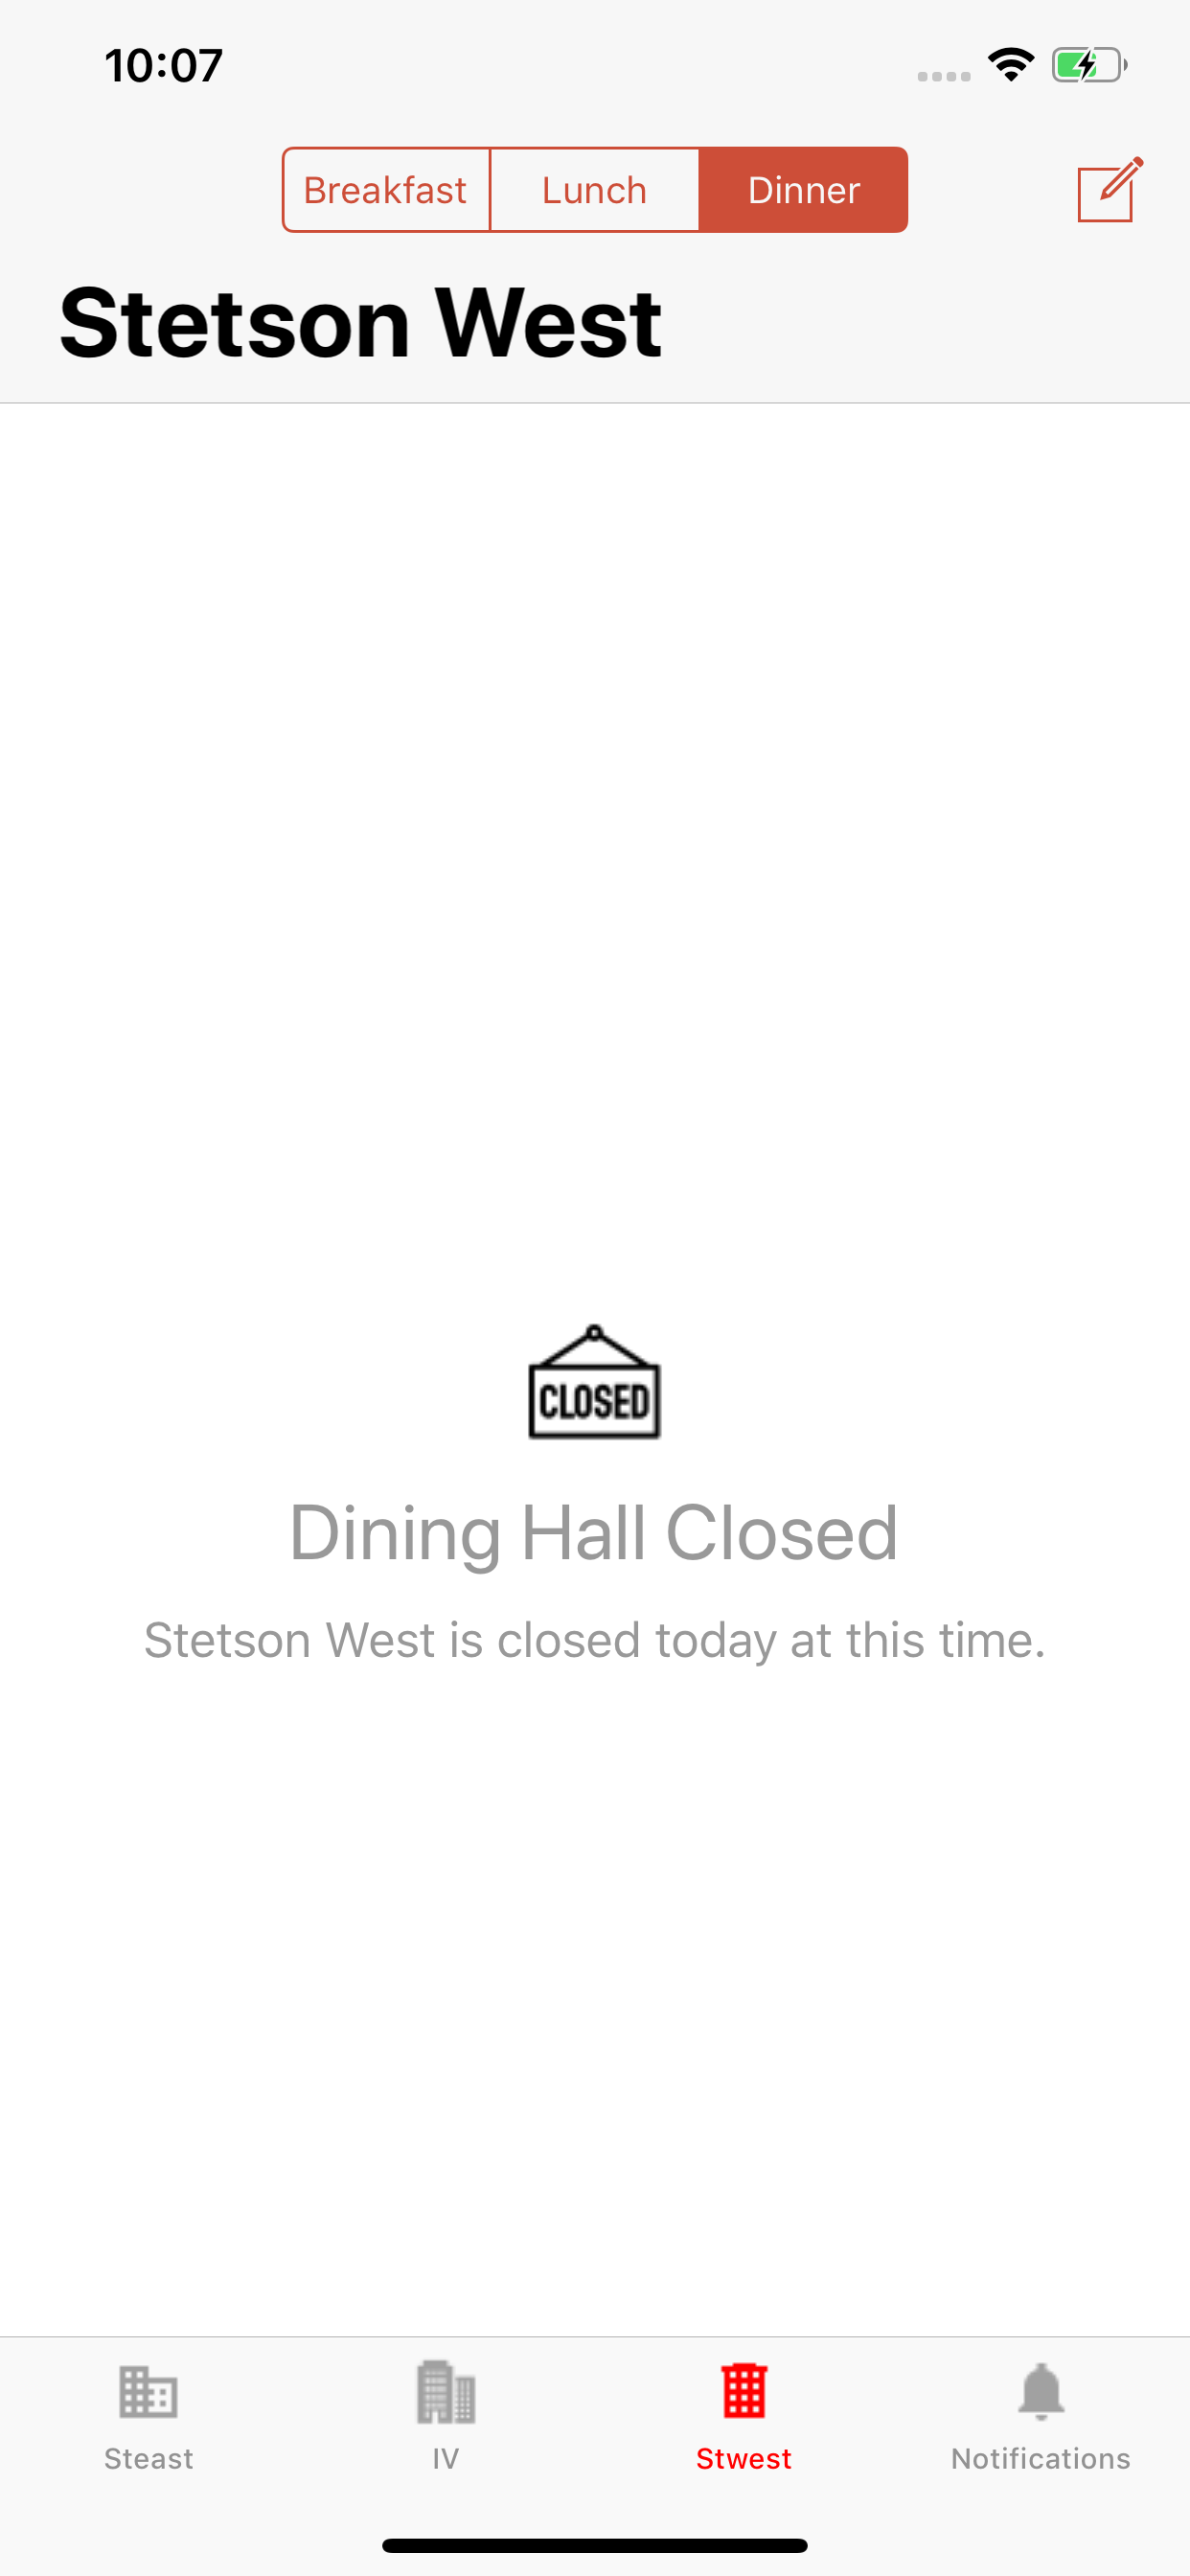 10:07
Breakfast Lunch Dinner
Stetson West
CLOSED
Dining Hall Closed
Stetson West is closed today at this time.
Steast IV Stwest Notifications